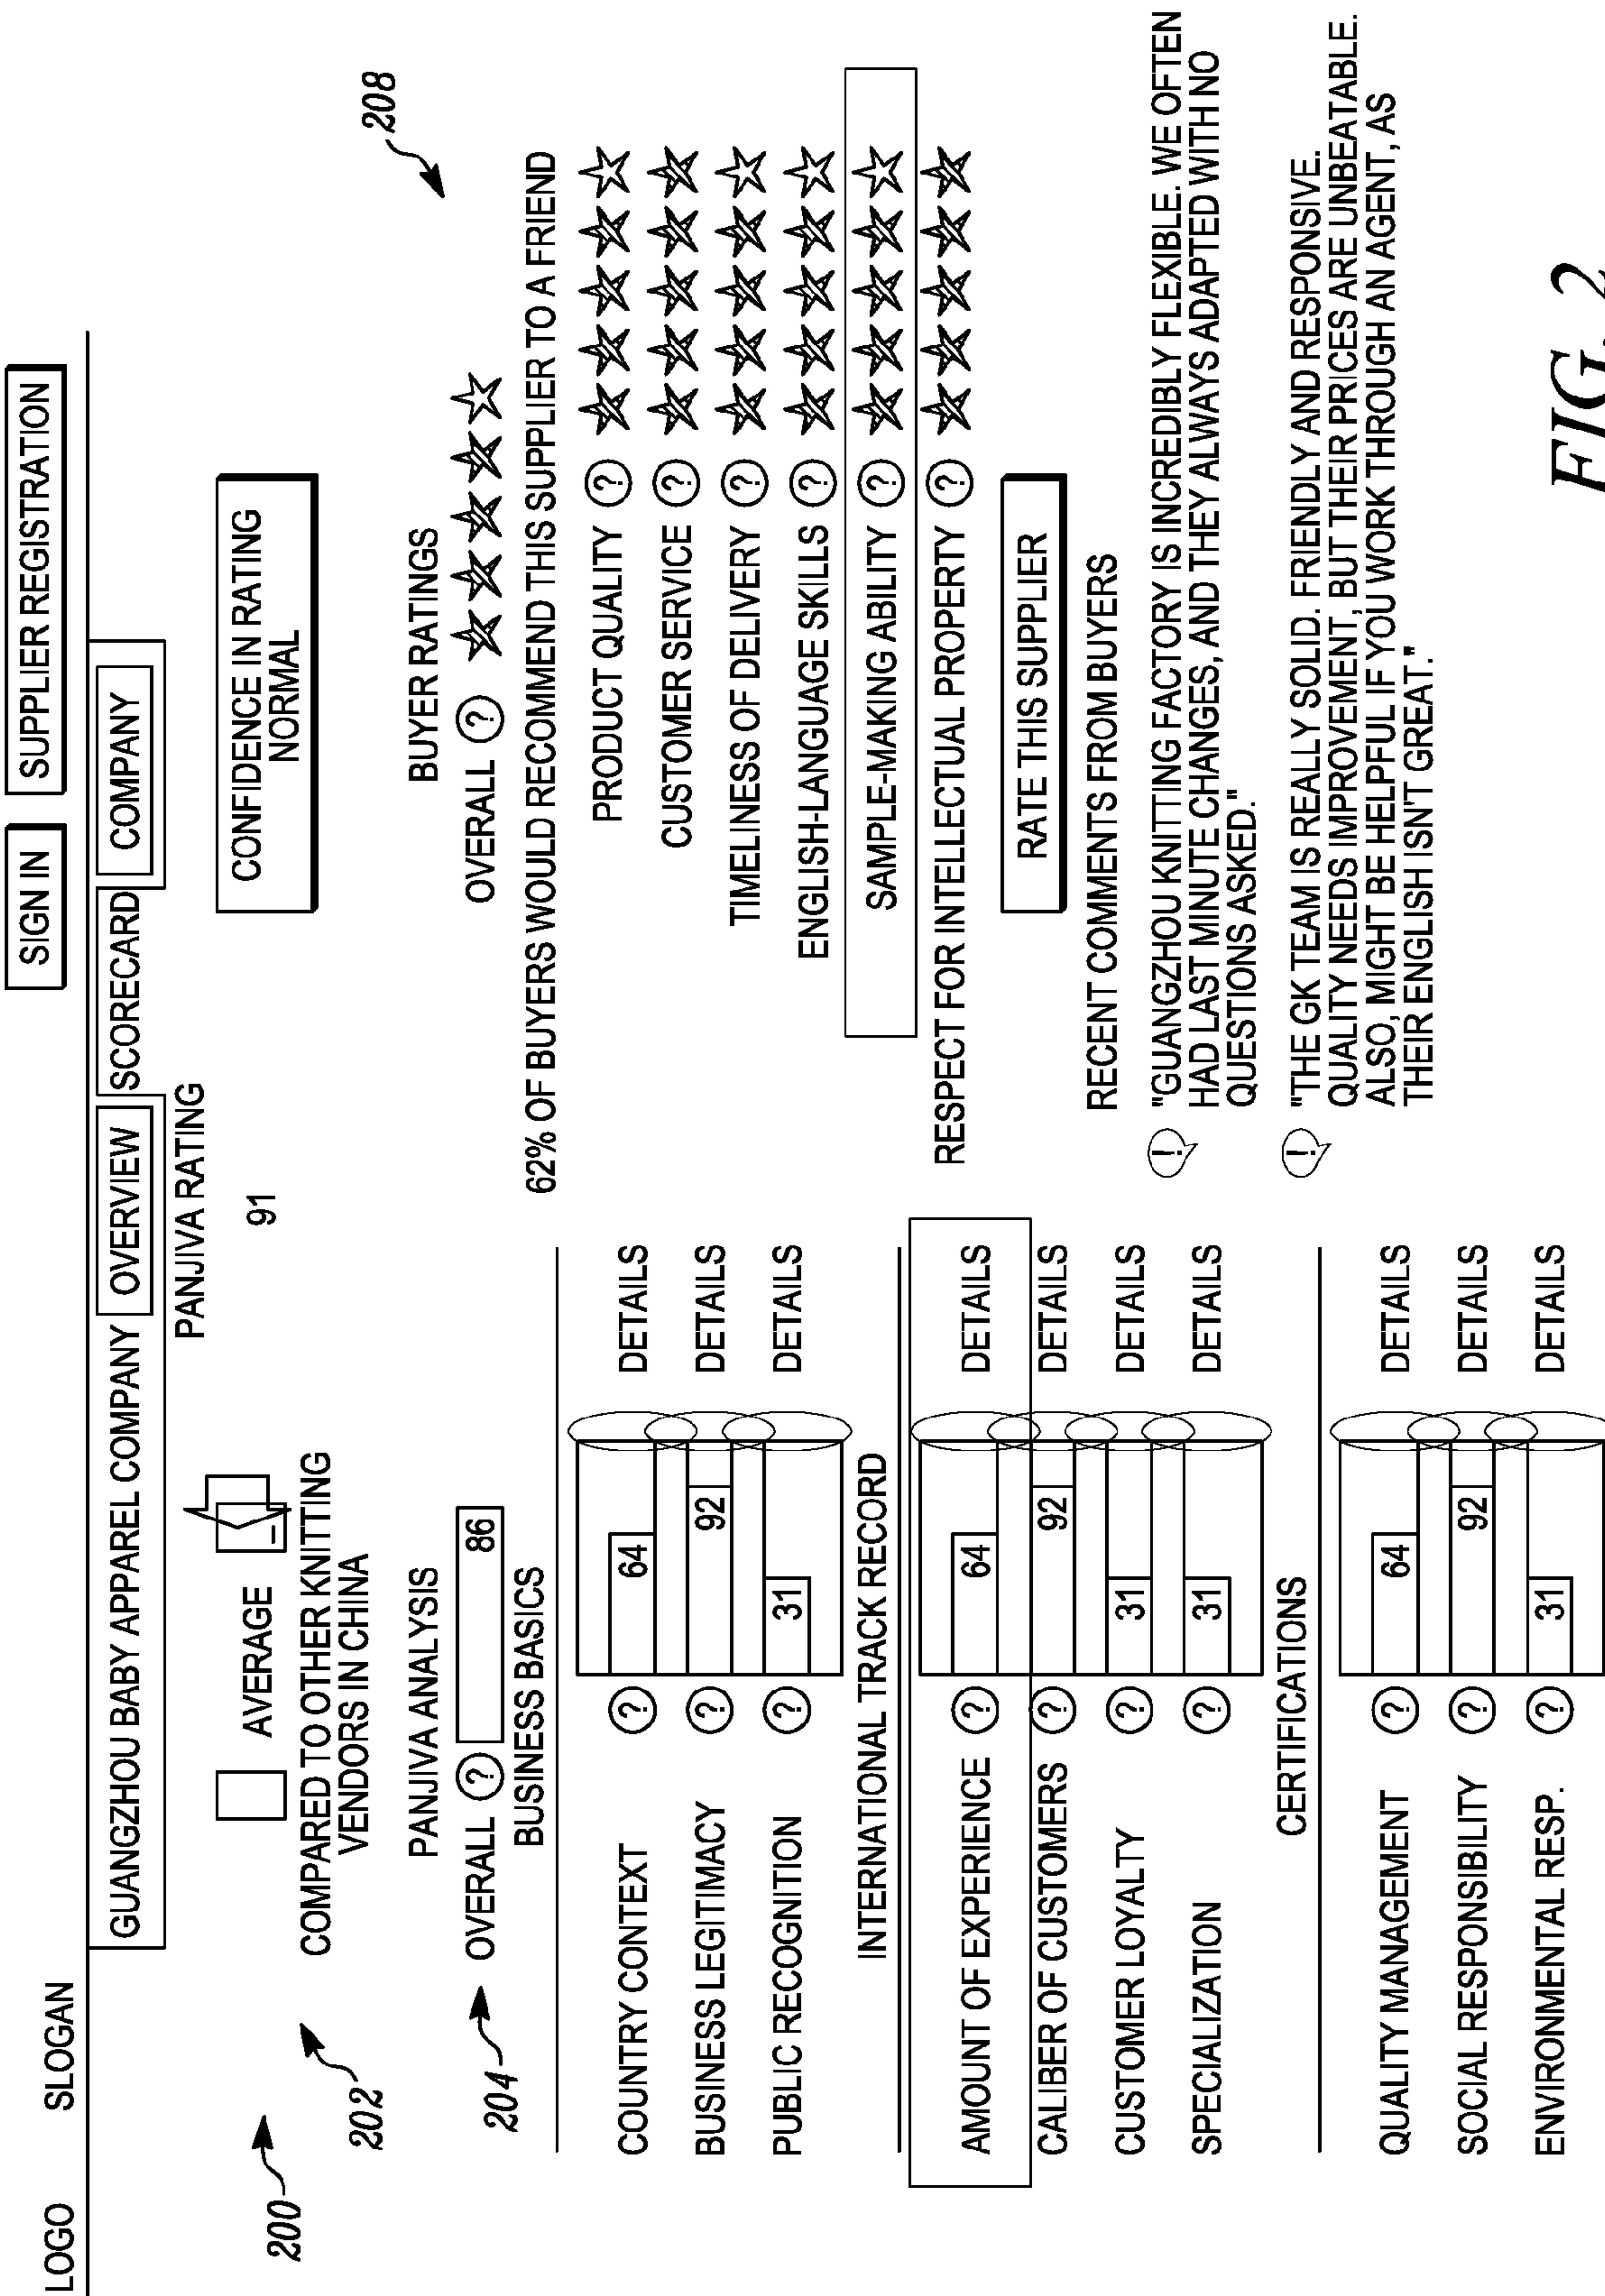 LOGO SLOGAN
SIGN IN SUPPLIER REGISTRATION
GUANGZHOU BABY APPAREL COMPANY OVERVIEW SCORECARD COMPANY
200
202
PANJIVA RATING
AVERAGE
91
COMPARED TO OTHER KNITTING
VENDORS IN CHINA
CONFIDENCE IN RATING
NORMAL
PANJIVA ANALYSIS
204 OVERALL ? 86
BUSINESS BASICS
COUNTRY CONTEXT ? 64 DETAILS
BUSINESS LEGITIMACY ? 92 DETAILS
PUBLIC RECOGNITION ? 31 DETAILS
INTERNATIONAL TRACK RECORD
AMOUNT OF EXPERIENCE ? 64 DETAILS
CALIBER OF CUSTOMERS ? 92 DETAILS
CUSTOMER LOYALTY ? 31 DETAILS
SPECIALIZATION ? 31 DETAILS
CERTIFICATIONS
QUALITY MANAGEMENT ? 64 DETAILS
SOCIAL RESPONSIBILITY ? 92 DETAILS
ENVIRONMENTAL RESP. ? 31 DETAILS
208
BUYER RATINGS
OVERALL ?
62% OF BUYERS WOULD RECOMMEND THIS SUPPLIER TO A FRIEND
PRODUCT QUALITY ?
CUSTOMER SERVICE ?
TIMELINESS OF DELIVERY ?
ENGLISH-LANGUAGE SKILLS ?
SAMPLE-MAKING ABILITY ?
RESPECT FOR INTELLECTUAL PROPERTY ?
RATE THIS SUPPLIER
RECENT COMMENTS FROM BUYERS
! "GUANGZHOU KNITTING FACTORY IS INCREDIBLY FLEXIBLE. WE OFTEN
HAD LAST MINUTE CHANGES, AND THEY ALWAYS ADAPTED WITH NO
QUESTIONS ASKED."
! "THE GK TEAM IS REALLY SOLID. FRIENDLY AND RESPONSIVE.
QUALITY NEEDS IMPROVEMENT, BUT THEIR PRICES ARE UNBEATABLE.
ALSO, MIGHT BE HELPFUL IF YOU WORK THROUGH AN AGENT, AS
THEIR ENGLISH ISN'T GREAT."
FIG. 2